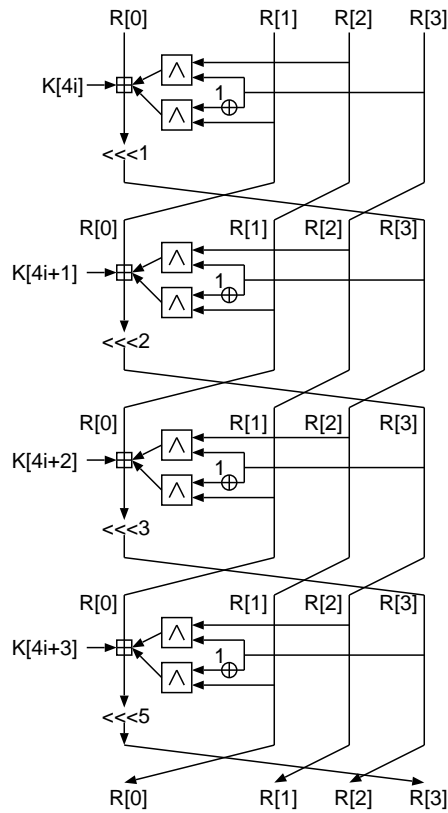 R[0] R[1] R[2] R[3]
∧
K[4i] 1
∧
<<<1
R[0] R[1] R[2] R[3]
∧
K[4i+1] 1
∧
<<<2
R[0] R[1] R[2] R[3]
∧
K[4i+2] 1
∧
<<<3
R[0] R[1] R[2] R[3]
∧
K[4i+3] 1
∧
<<<5
R[0] R[1] R[2] R[3]